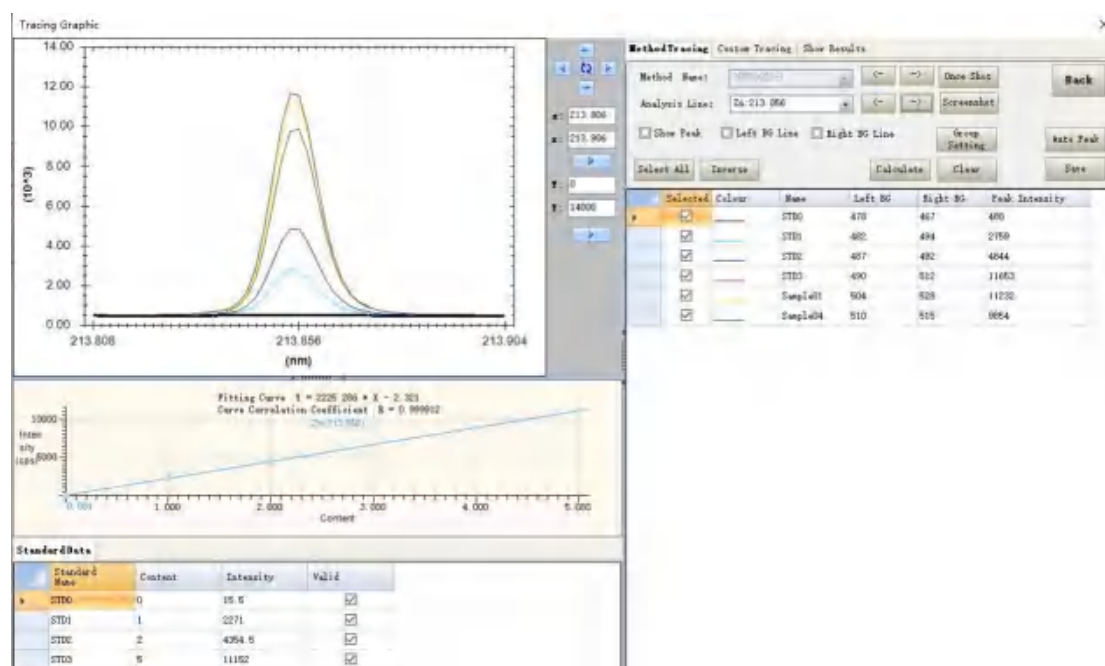 Tracing Graphic
14.00
12.00
10.00
8.00
6.00
4.00
2.00
0.00
(10^3)
213.808
213.856
213.904
(nm)
213.806
213.906
Y: 0
Y: 14000
MethodTracing Custom Tracing Show Results
Method Name:
<- -> Once Shot
Back
Analysis Line: Zn:213.856
<- -> Screenshot
Show Peak Left BG Line Right BG Line
Group Setting
Auto Peak
Select All Inverse Calculate Clear Save
Selected Colour Name Left BG Right BG Peak Intensity
STD0 478 467 488
STD1 482 494 2759
STD2 487 492 4844
STD3 490 512 11653
Sample01 504 528 11232
Sample04 510 515 9854
Fitting Curve Y = 2225.286 * X - 2.321
Curve Correlation Coefficient R = 0.999912
10000
5000
Intensity
(cps)
0.000
1.000
2.000
3.000
4.000
5.000
Content
StandardData
Standard Name Content Intensity Valid
STD0 0 15.5
STD1 1 2271
STD2 2 4354.5
STD3 5 11152